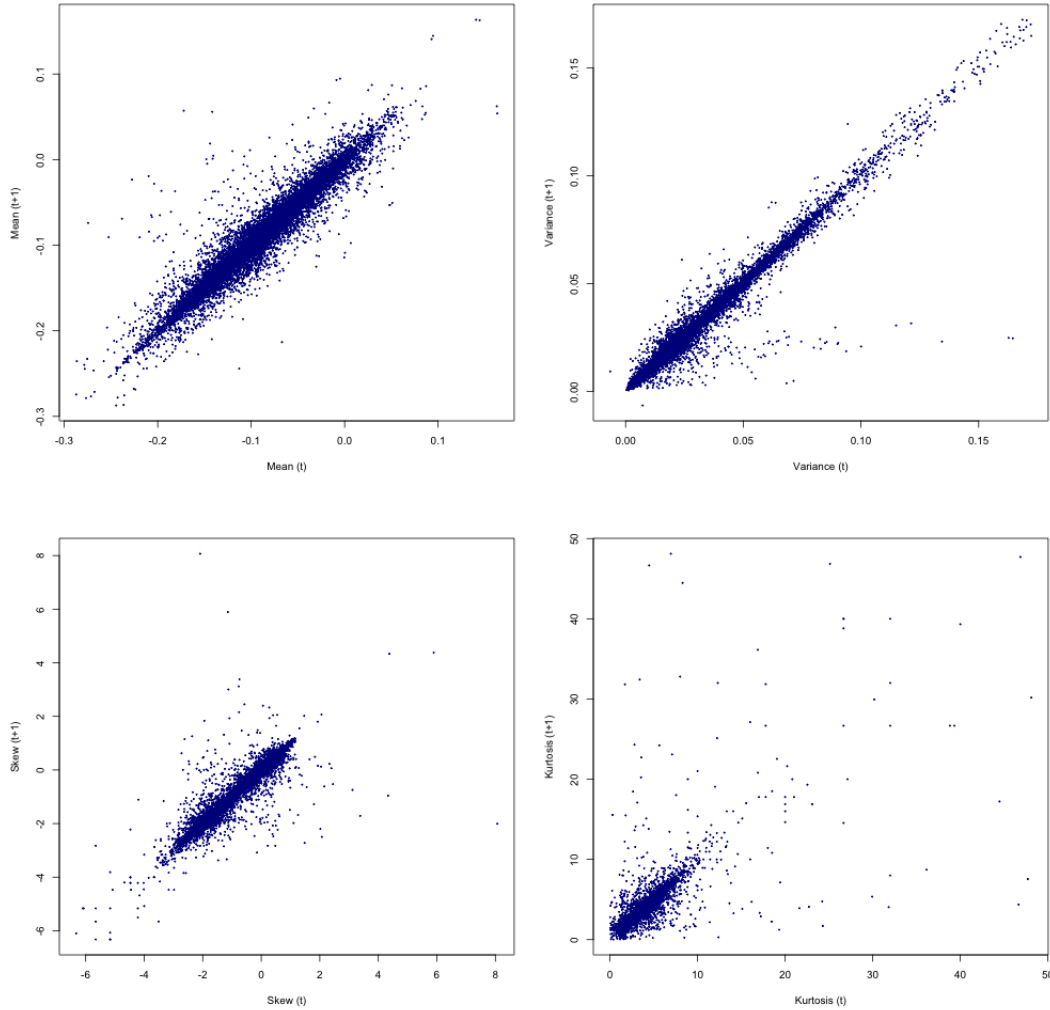 0.1
0.0
-0.1
-0.2
-0.3
Mean (t+1)
-0.3 -0.2 -0.1 0.0 0.1
Mean (t)
0.15
0.10
0.05
0.00
Variance (t+1)
0.00 0.05 0.10 0.15
Variance (t)
8
6
4
2
0
-2
-4
-6
Skew (t+1)
-6 -4 -2 0 2 4 6 8
Skew (t)
50
40
30
20
10
0
Kurtosis (t+1)
0 10 20 30 40 50
Kurtosis (t)